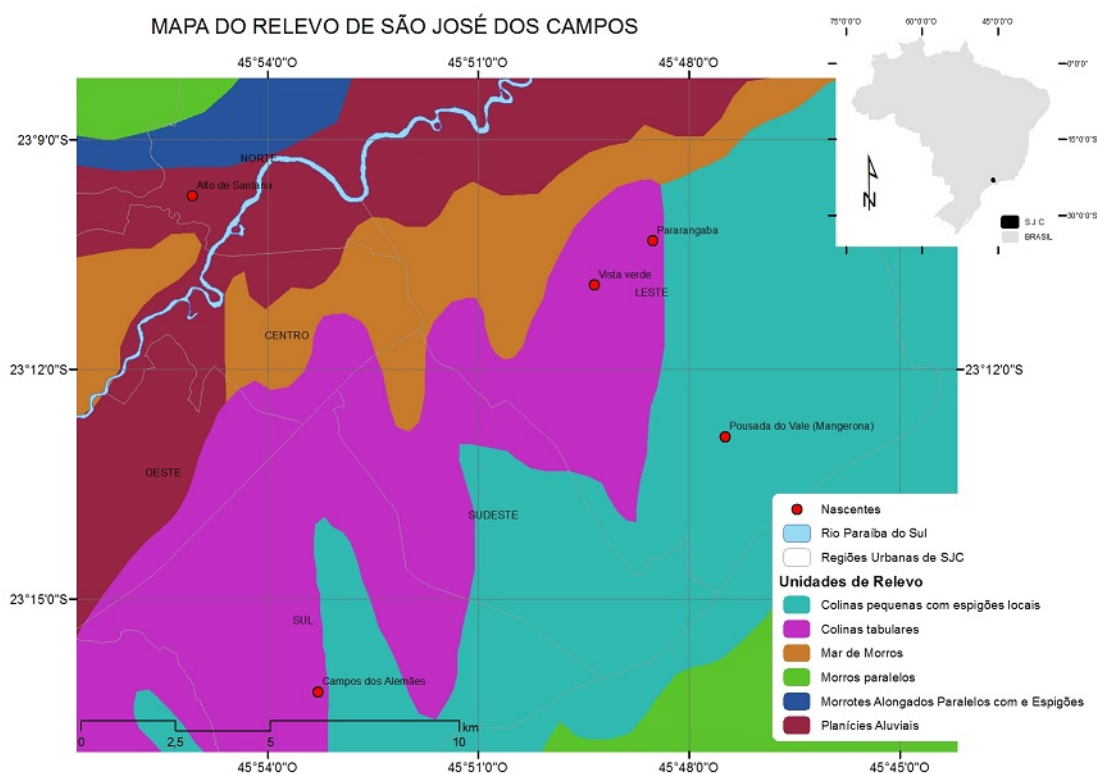 MAPA DO RELEVO DE SÃO JOSÉ DOS CAMPOS
75°0'0"O 60°0'0"O 45°0'0"O
0°0'0"
15°0'0"S
30°0'0"S
N
S J C
BRASIL
45°54'0"O 45°51'0"O 45°48'0"O
23°9'0"S
NORTE
Alto de Santana
Pararangaba
Vista verde
LESTE
CENTRO
23°12'0"S 23°12'0"S
Pousada do Vale (Mangerona)
OESTE
SUDESTE
23°15'0"S
SUL
Campos dos Alemães
km
0 2,5 5 10
45°54'0"O 45°51'0"O 45°48'0"O 45°45'0"O
Nascentes
Rio Paraíba do Sul
Regiões Urbanas de SJC
Unidades de Relevo
Colinas pequenas com espigões locais
Colinas tabulares
Mar de Morros
Morros paralelos
Morrotes Alongados Paralelos com e Espigões
Planícies Aluviais